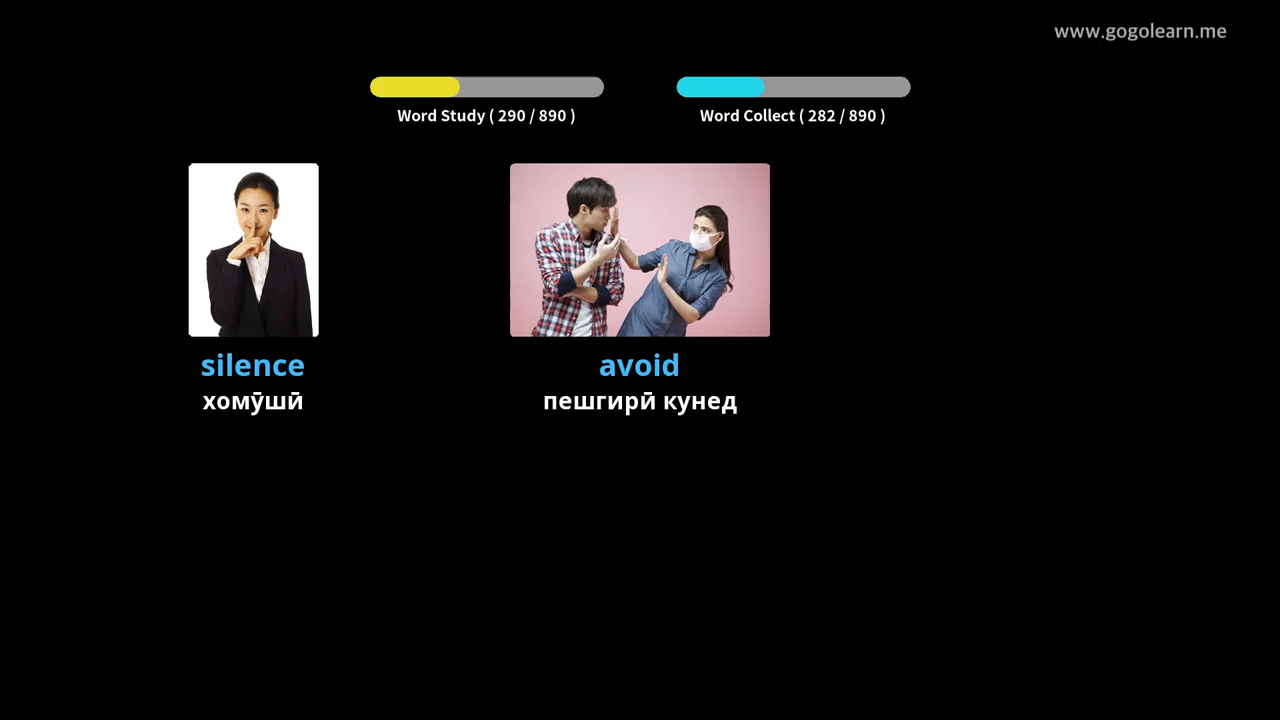 www.gogolearn.me
Word Study ( 290 / 890 )
Word Collect ( 282 / 890 )
silence
хомӯшӣ
avoid
пешгирӣ кунед